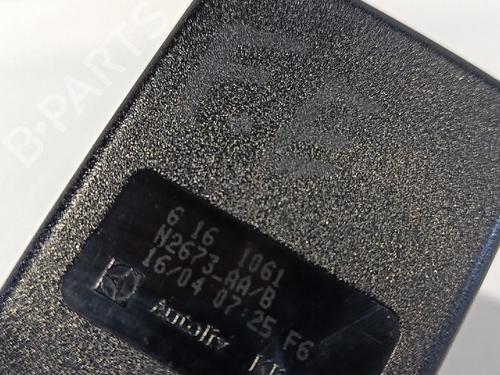 B-PARTS
6 16 1061
N2673-AA/B
16/04 07:25 F6
Autoliv